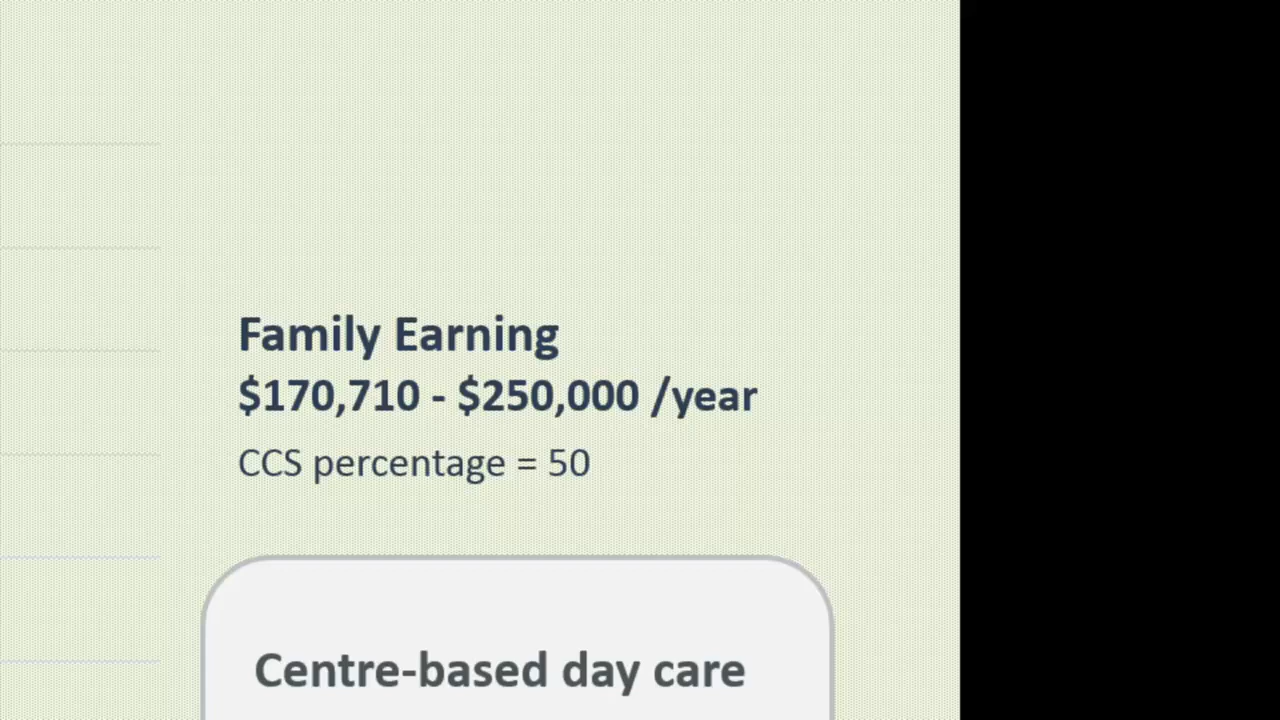 Family Earning
$170,710 - $250,000 /year
CCS percentage = 50
Centre-based day care